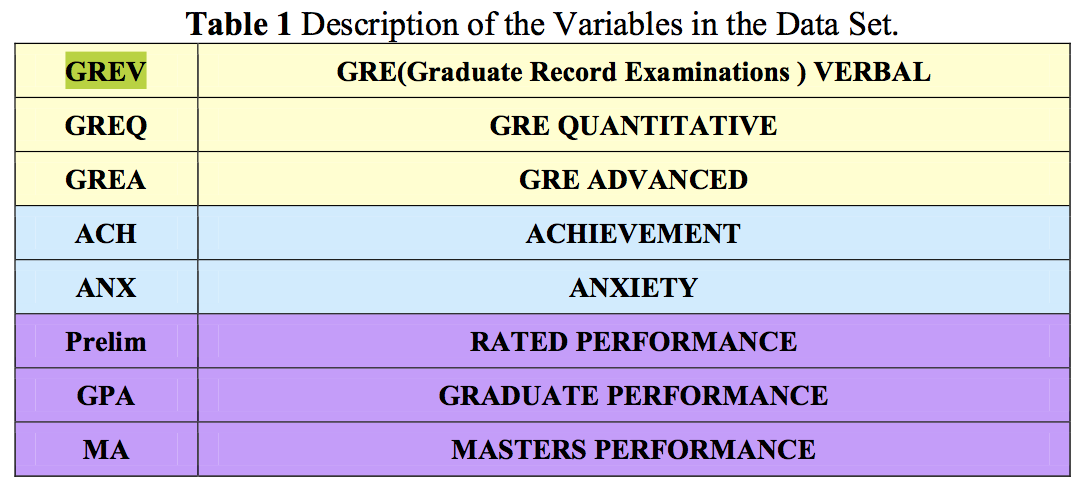 Table 1 Description of the Variables in the Data Set.
GREV GRE(Graduate Record Examinations ) VERBAL
GREQ GRE QUANTITATIVE
GREA GRE ADVANCED
ACH ACHIEVEMENT
ANX ANXIETY
Prelim RATED PERFORMANCE
GPA GRADUATE PERFORMANCE
MA MASTERS PERFORMANCE